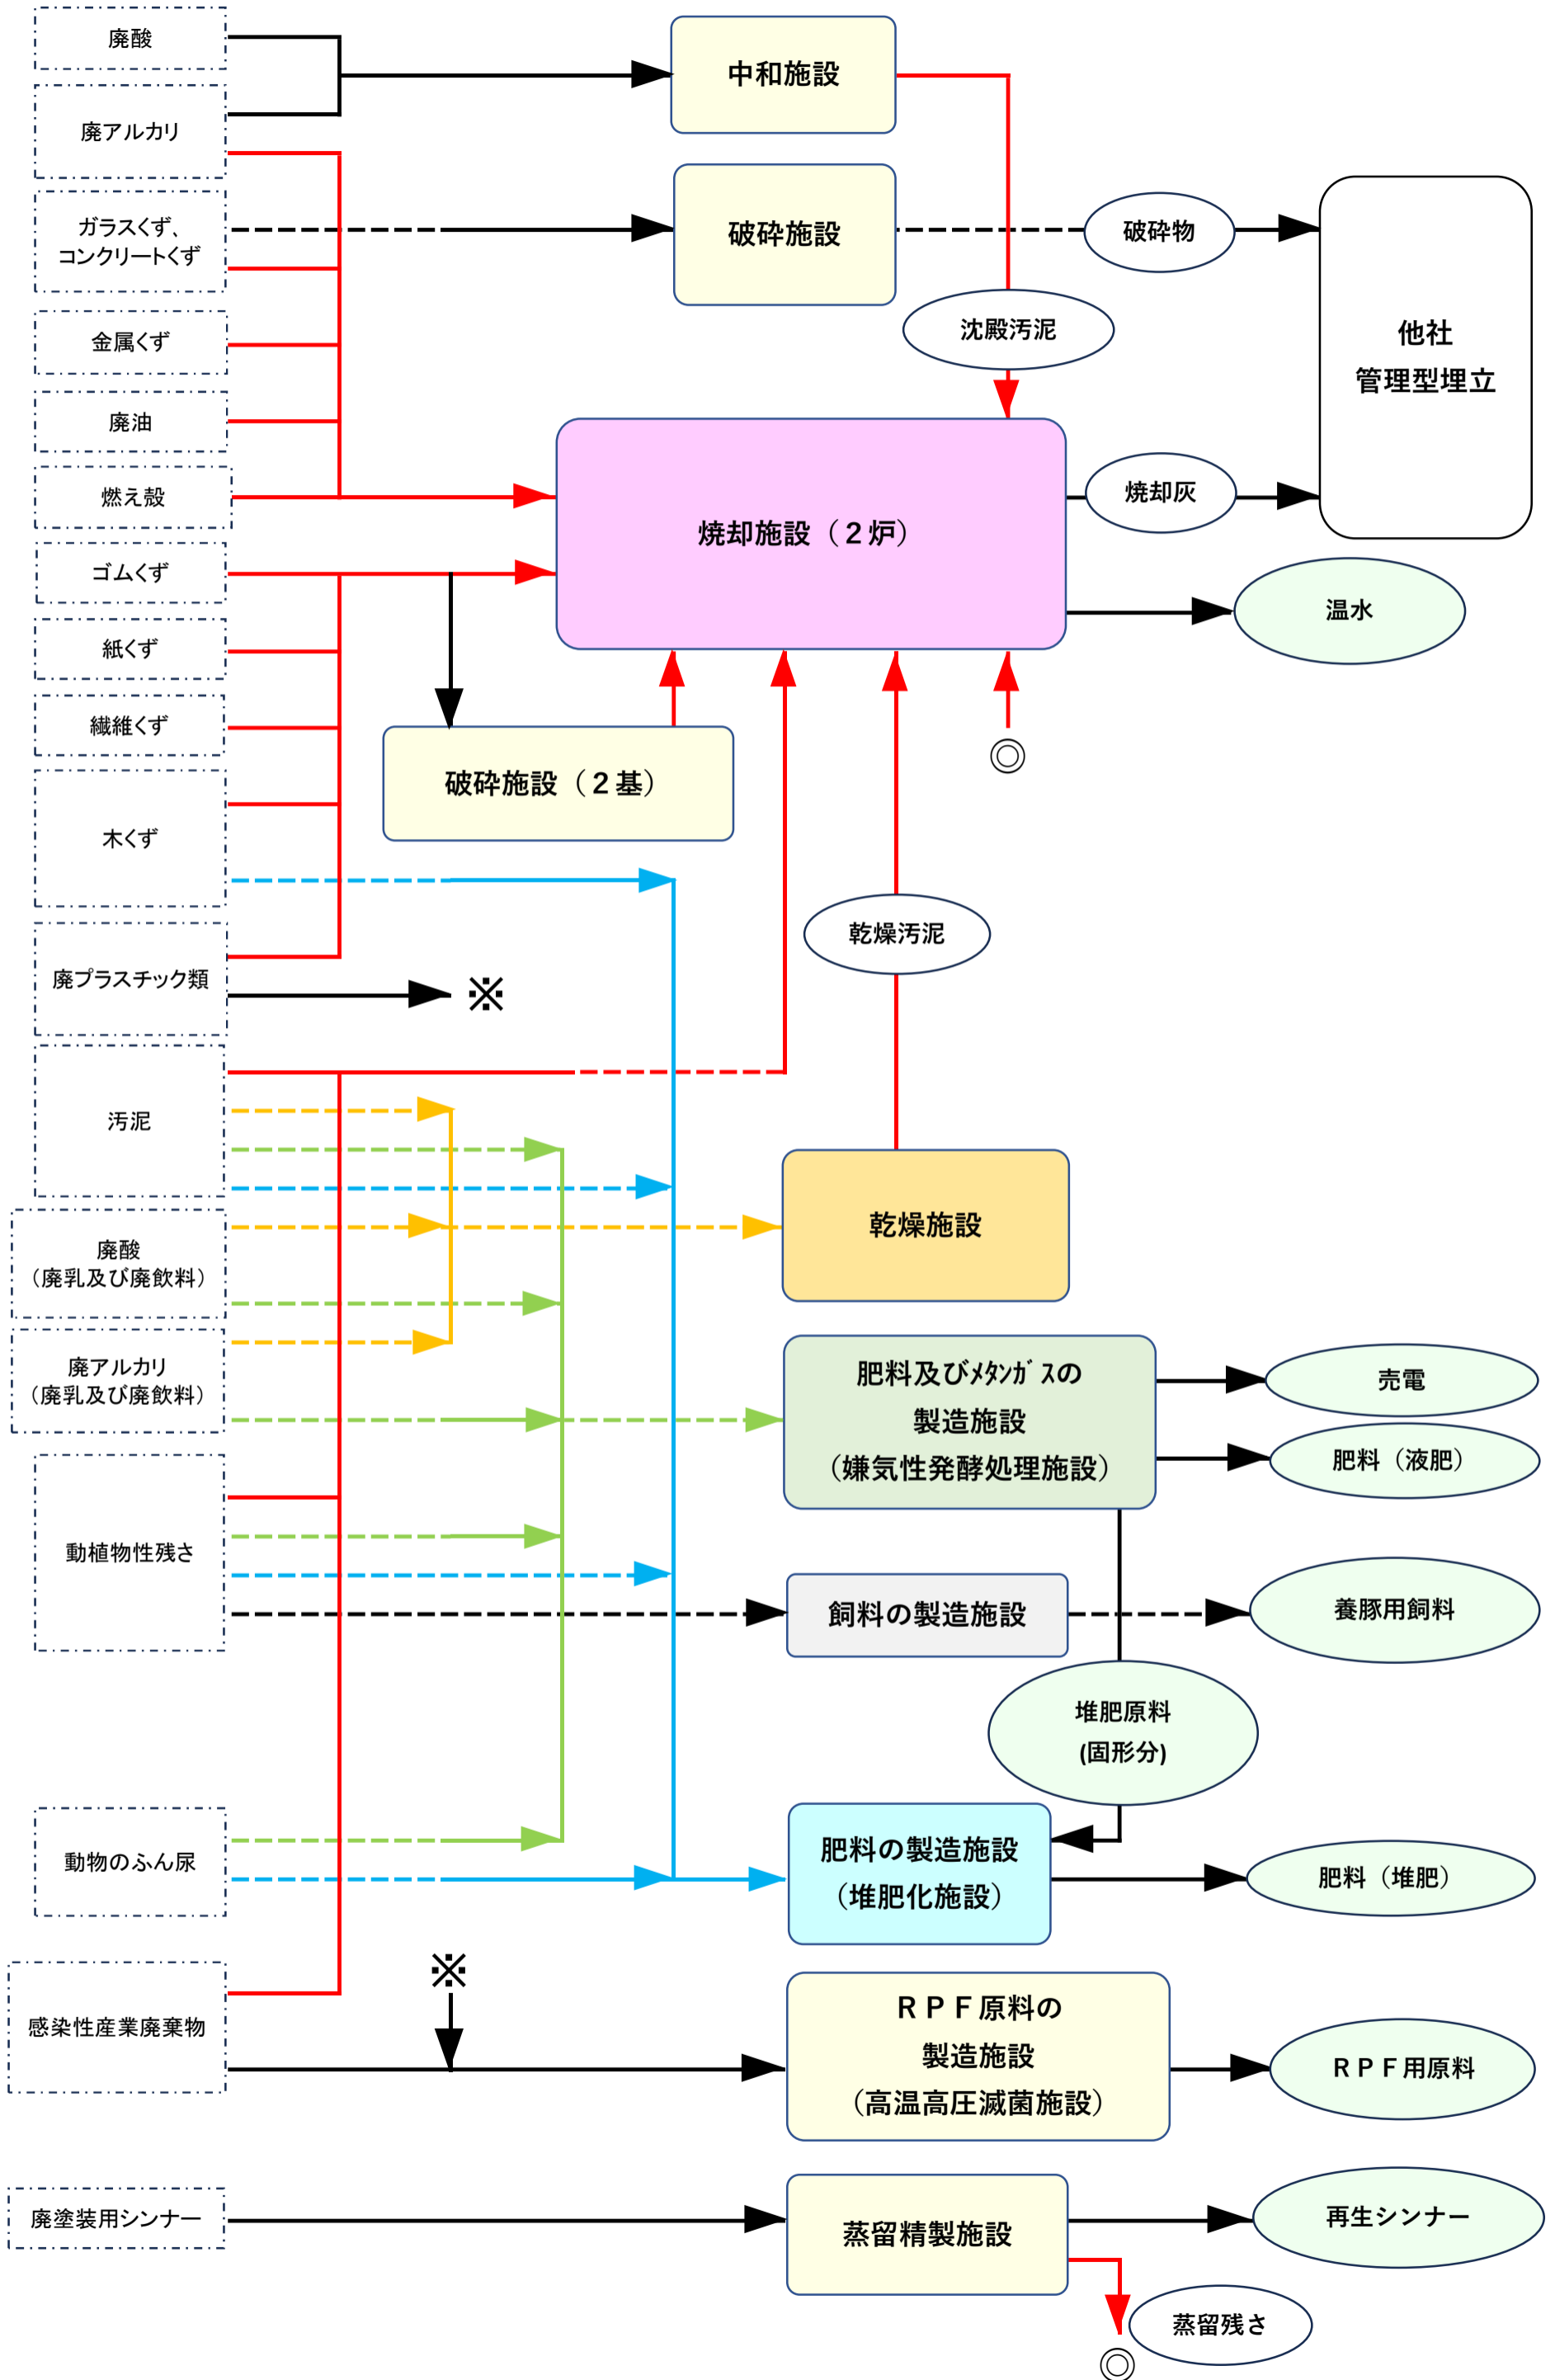 廃酸
廃アルカリ
ガラスくず、
コンクリートくず
金属くず
廃油
燃え殻
ゴムくず
紙くず
繊維くず
木くず
廃プラスチック類
※
汚泥
廃酸
（廃乳及び廃飲料）
廃アルカリ
（廃乳及び廃飲料）
動植物性残さ
動物のふん尿
感染性産業廃棄物
※
廃塗装用シンナー
中和施設
破砕施設
破砕物
沈殿汚泥
他社
管理型埋立
焼却施設（２炉）
焼却灰
温水
破砕施設（２基）
◎
乾燥汚泥
乾燥施設
肥料及びﾒﾀﾝｶﾞｽの
製造施設
（嫌気性発酵処理施設）
売電
肥料（液肥）
飼料の製造施設
養豚用飼料
堆肥原料
(固形分)
肥料の製造施設
（堆肥化施設）
肥料（堆肥）
ＲＰＦ原料の
製造施設
（高温高圧滅菌施設）
ＲＰＦ用原料
蒸留精製施設
再生シンナー
蒸留残さ
◎